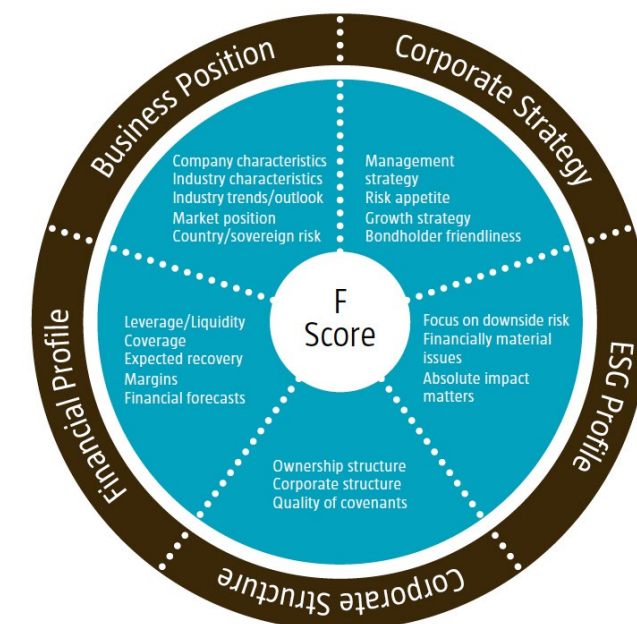 Business Position
Corporate Strategy
Company characteristics
Industry characteristics
Industry trends/outlook
Market position
Country/sovereign risk
Management
strategy
Risk appetite
Growth strategy
Bondholder friendliness
F
Score
Financial Profile
Leverage/Liquidity
Coverage
Expected recovery
Margins
Financial forecasts
Focus on downside risk
Financially material
issues
Absolute impact
matters
ESG Profile
Ownership structure
Corporate structure
Quality of covenants
Corporate Structure